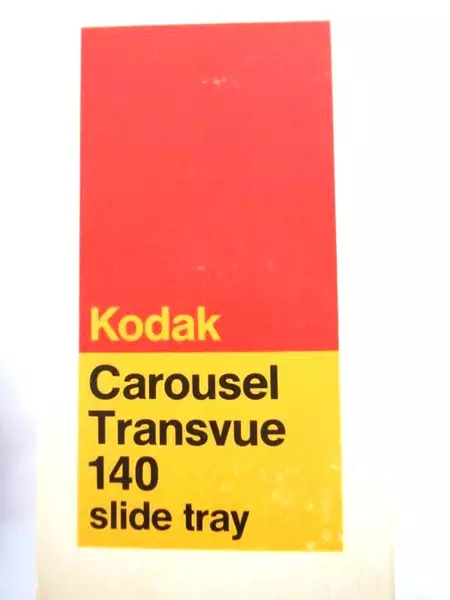 Kodak
Carousel
Transvue
140
slide tray